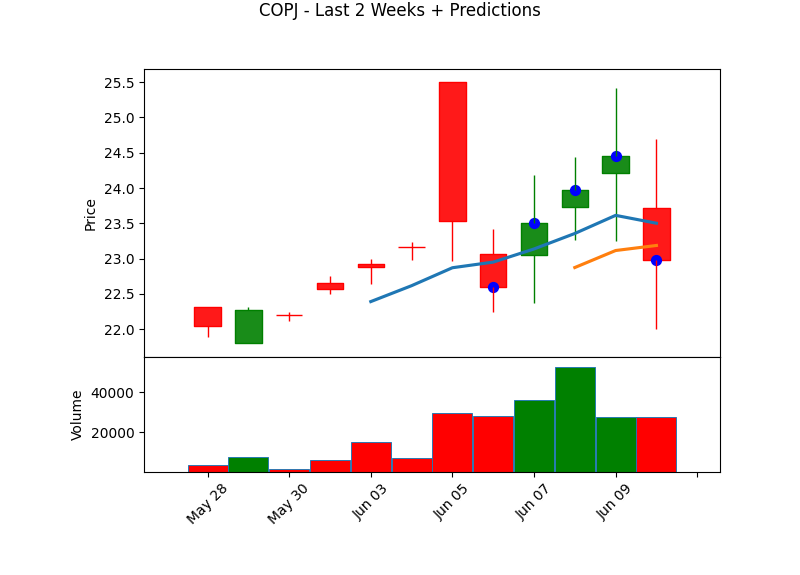 COPJ - Last 2 Weeks + Predictions
25.5
25.0
24.5
24.0
23.5
23.0
22.5
22.0
Price
40000
20000
Volume
May 28
May 30
Jun 03
Jun 05
Jun 07
Jun 09